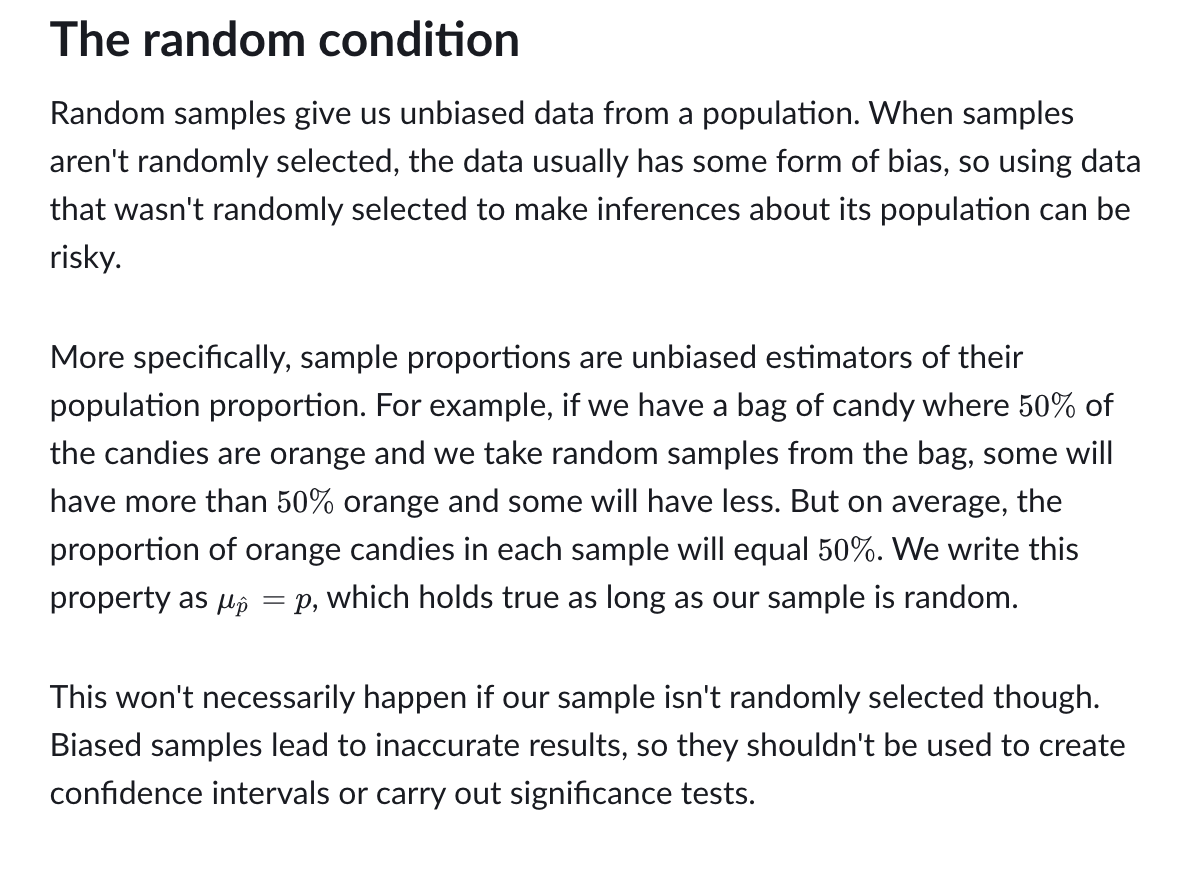 The random condition
Random samples give us unbiased data from a population. When samples
aren't randomly selected, the data usually has some form of bias, so using data
that wasn't randomly selected to make inferences about its population can be
risky.
More specifically, sample proportions are unbiased estimators of their
population proportion. For example, if we have a bag of candy where 50% of
the candies are orange and we take random samples from the bag, some will
have more than 50% orange and some will have less. But on average, the
proportion of orange candies in each sample will equal 50%. We write this
property as μ_p̂ = p, which holds true as long as our sample is random.
This won't necessarily happen if our sample isn't randomly selected though.
Biased samples lead to inaccurate results, so they shouldn't be used to create
confidence intervals or carry out significance tests.